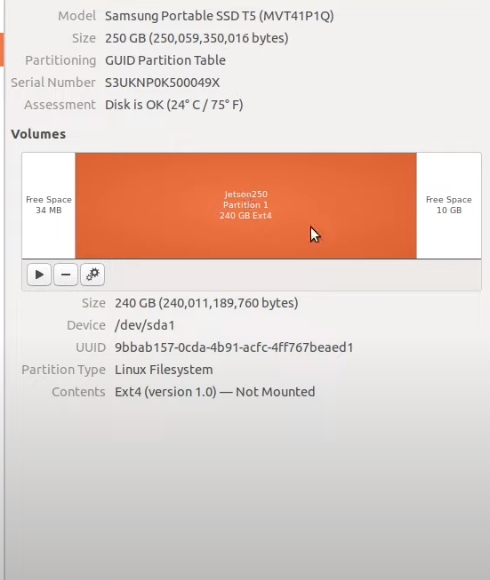 Model Samsung Portable SSD T5 (MVT41P1Q)
Size 250 GB (250,059,350,016 bytes)
Partitioning GUID Partition Table
Serial Number S3UKNP0K500049X
Assessment Disk is OK (24° C / 75° F)
Volumes
Free Space
34 MB
Jetson250
Partition 1
240 GB Ext4
Free Space
10 GB
Size 240 GB (240,011,189,760 bytes)
Device /dev/sda1
UUID 9bbab157-0cda-4b91-acfc-4ff767beaed1
Partition Type Linux Filesystem
Contents Ext4 (version 1.0) — Not Mounted